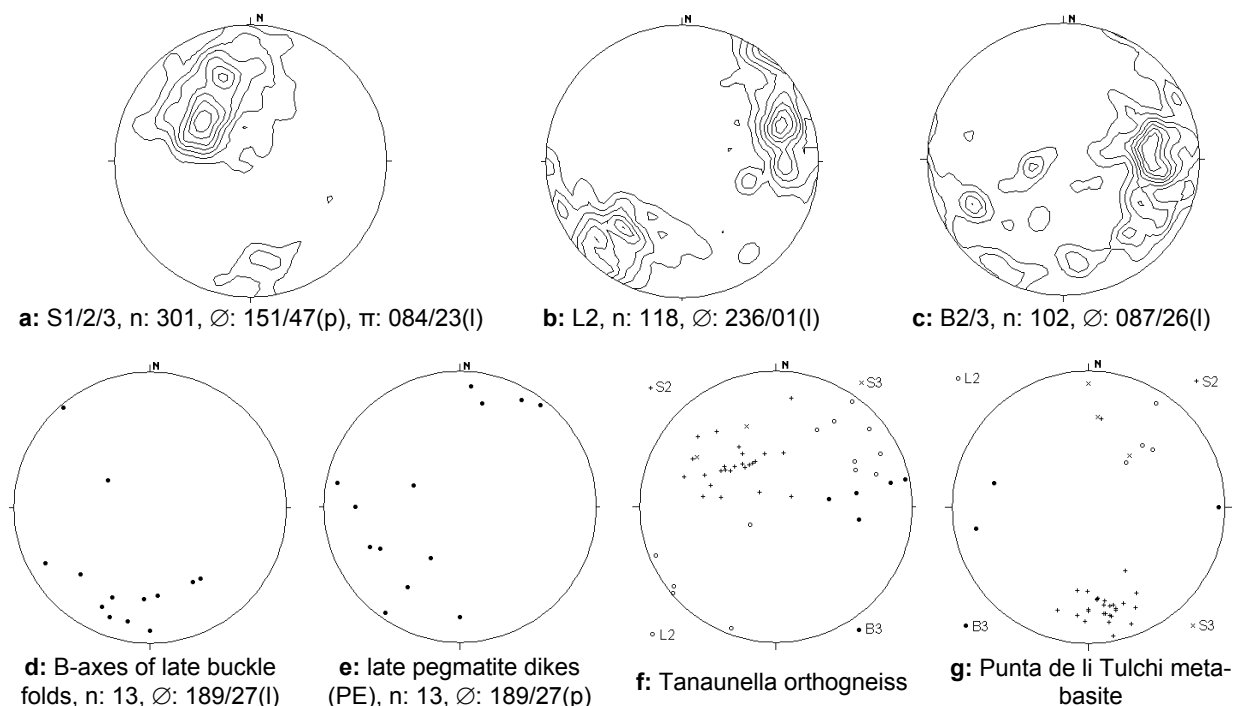 N
N
N
a: S1/2/3, n: 301, ∅: 151/47(p), π: 084/23(l)
b: L2, n: 118, ∅: 236/01(l)
c: B2/3, n: 102, ∅: 087/26(l)
N
N
N
N
+ S2
× S3
○ L2
+ S2
○ L2
● B3
● B3
× S3
d: B-axes of late buckle
folds, n: 13, ∅: 189/27(l)
e: late pegmatite dikes
(PE), n: 13, ∅: 189/27(p)
f: Tanaunella orthogneiss
g: Punta de li Tulchi meta-
basite